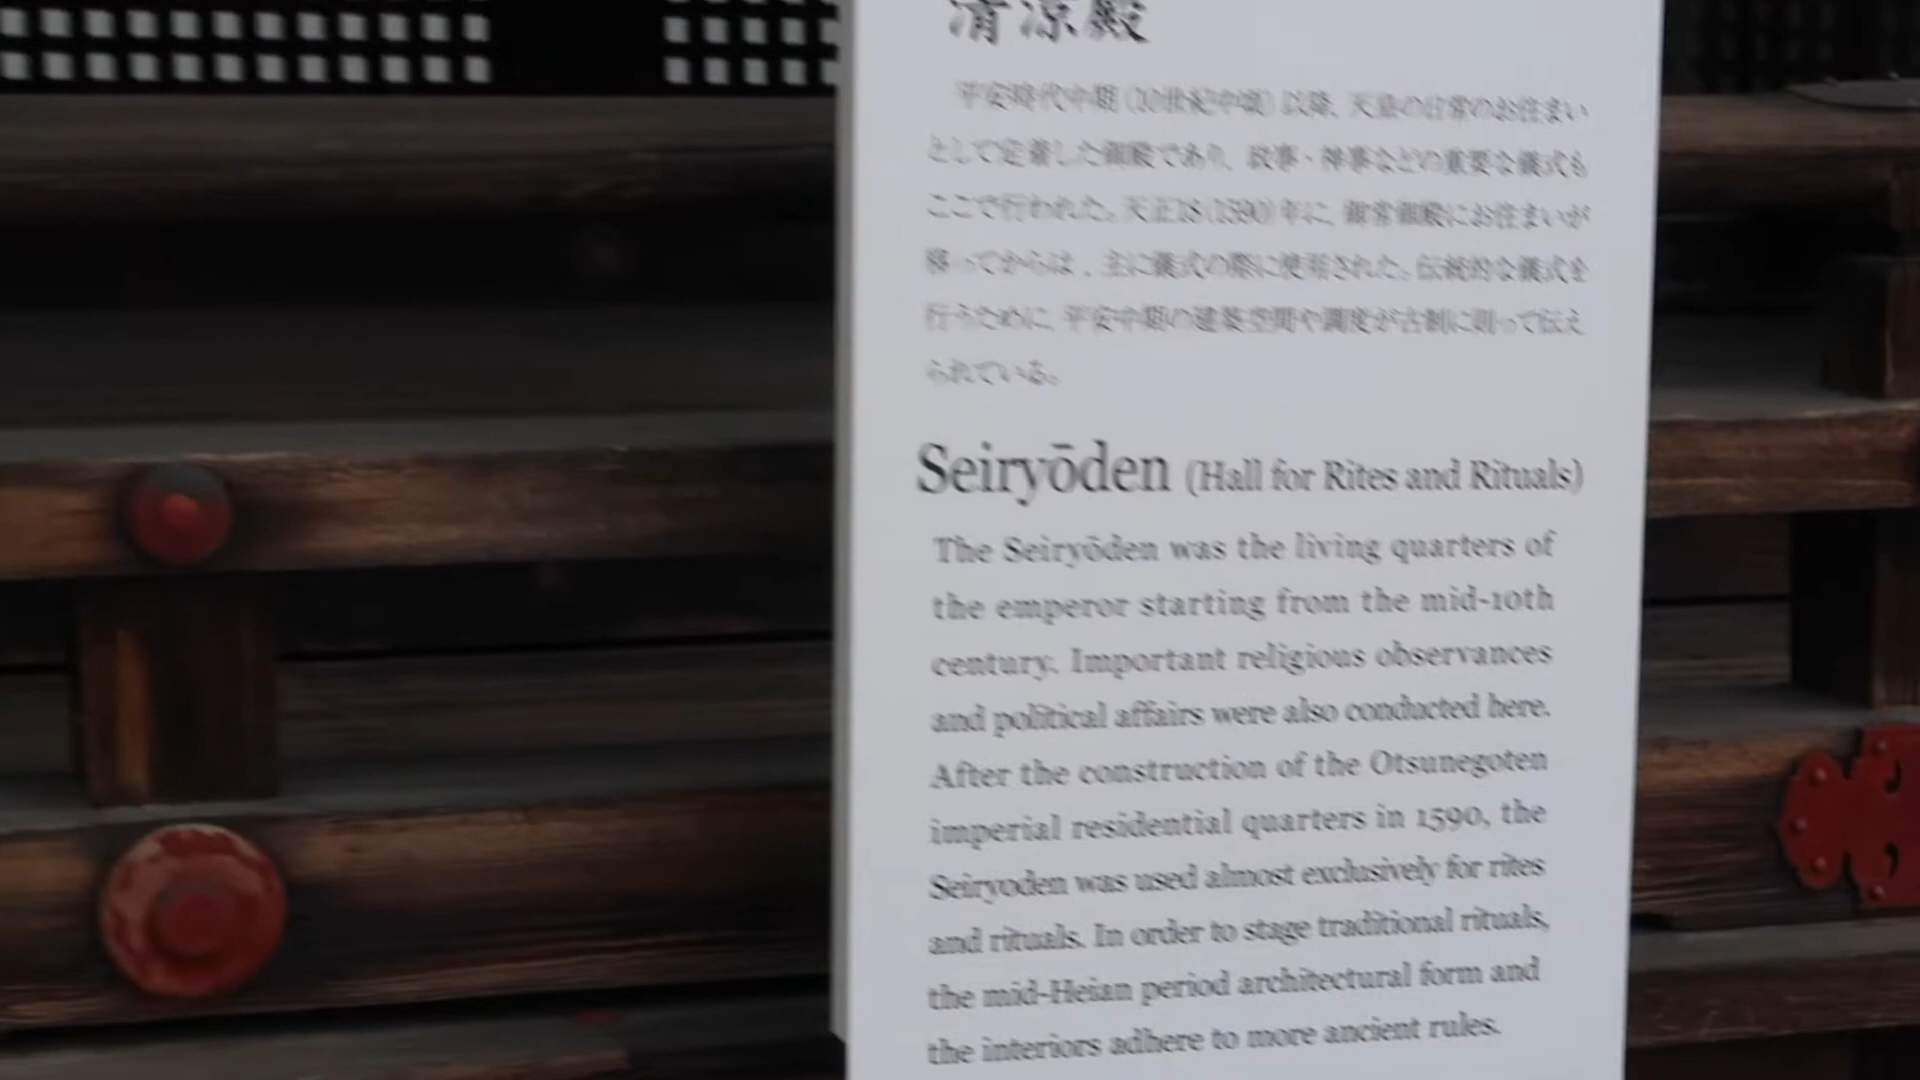 清涼殿
平安時代中期（10世紀中頃）以降、天皇の日常のお住まい
として定着した御殿であり、政事・神事などの重要な儀式も
ここで行われた。天正18（1590）年に、御常御殿にお住まいが
移ってからは、主に儀式の際に使用された。伝統的な儀式を
行うために、平安中期の建築空間や調度が古制に則って伝え
られている。
Seiryōden (Hall for Rites and Rituals)
The Seiryōden was the living quarters of
the emperor starting from the mid-10th
century. Important religious observances
and political affairs were also conducted here.
After the construction of the Otsunegoten
imperial residential quarters in 1590, the
Seiryoden was used almost exclusively for rites
and rituals. In order to stage traditional rituals,
the mid-Heian period architectural form and
the interiors adhere to more ancient rules.